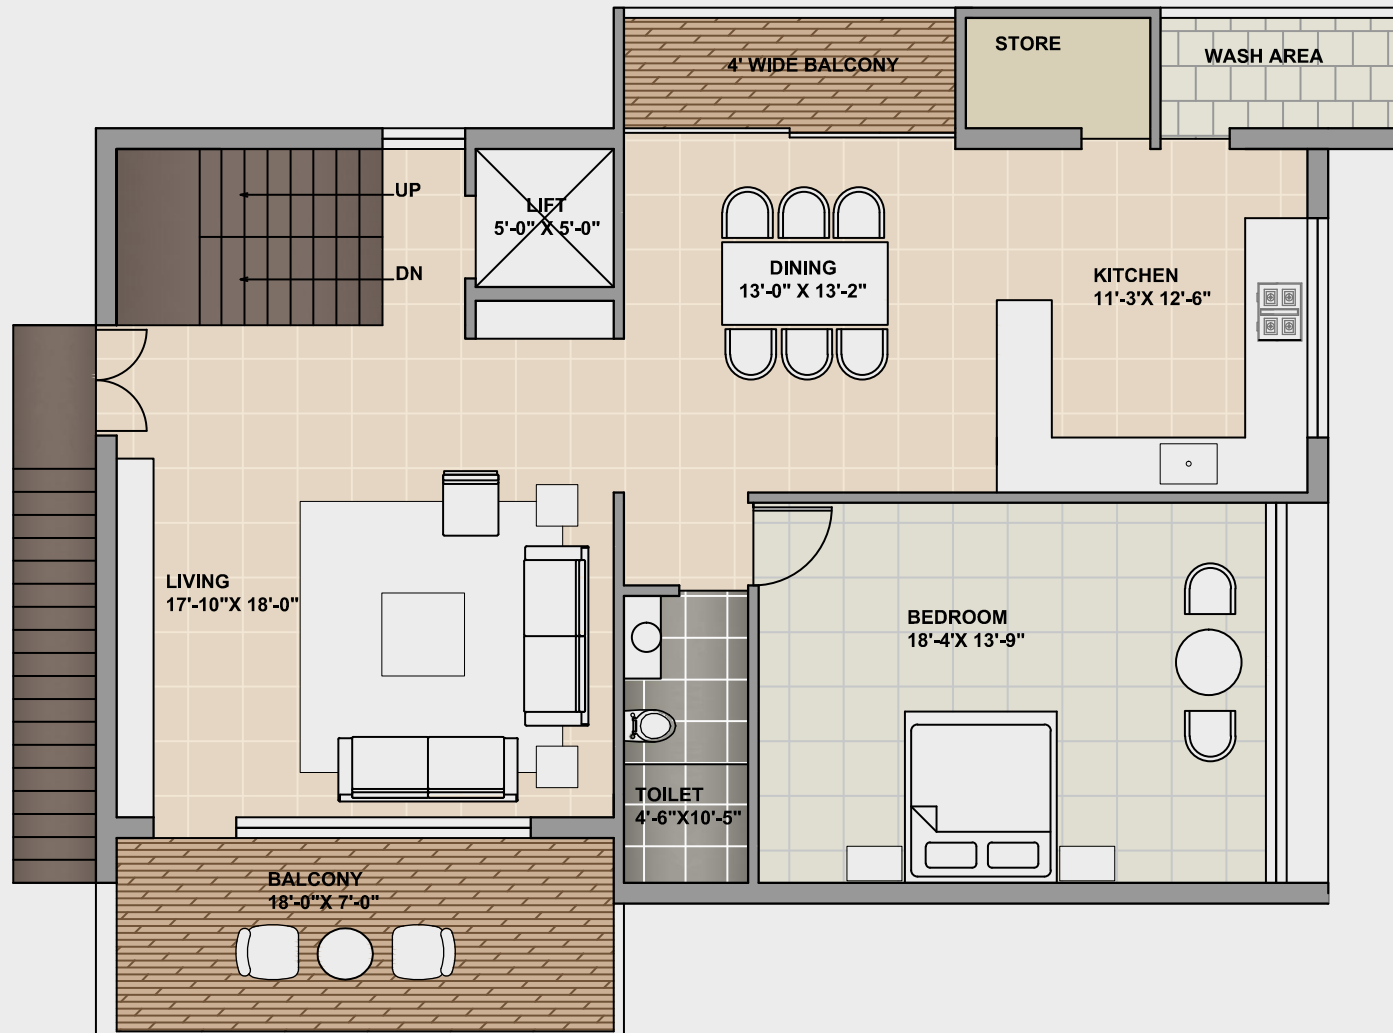 STORE
4' WIDE BALCONY
WASH AREA
UP
LIFT
5'-0" X 5'-0"
DN
DINING
13'-0" X 13'-2"
KITCHEN
11'-3'X 12'-6"
LIVING
17'-10"X 18'-0"
BEDROOM
18'-4'X 13'-9"
TOILET
4'-6"X10'-5"
BALCONY
18'-0"X 7'-0"